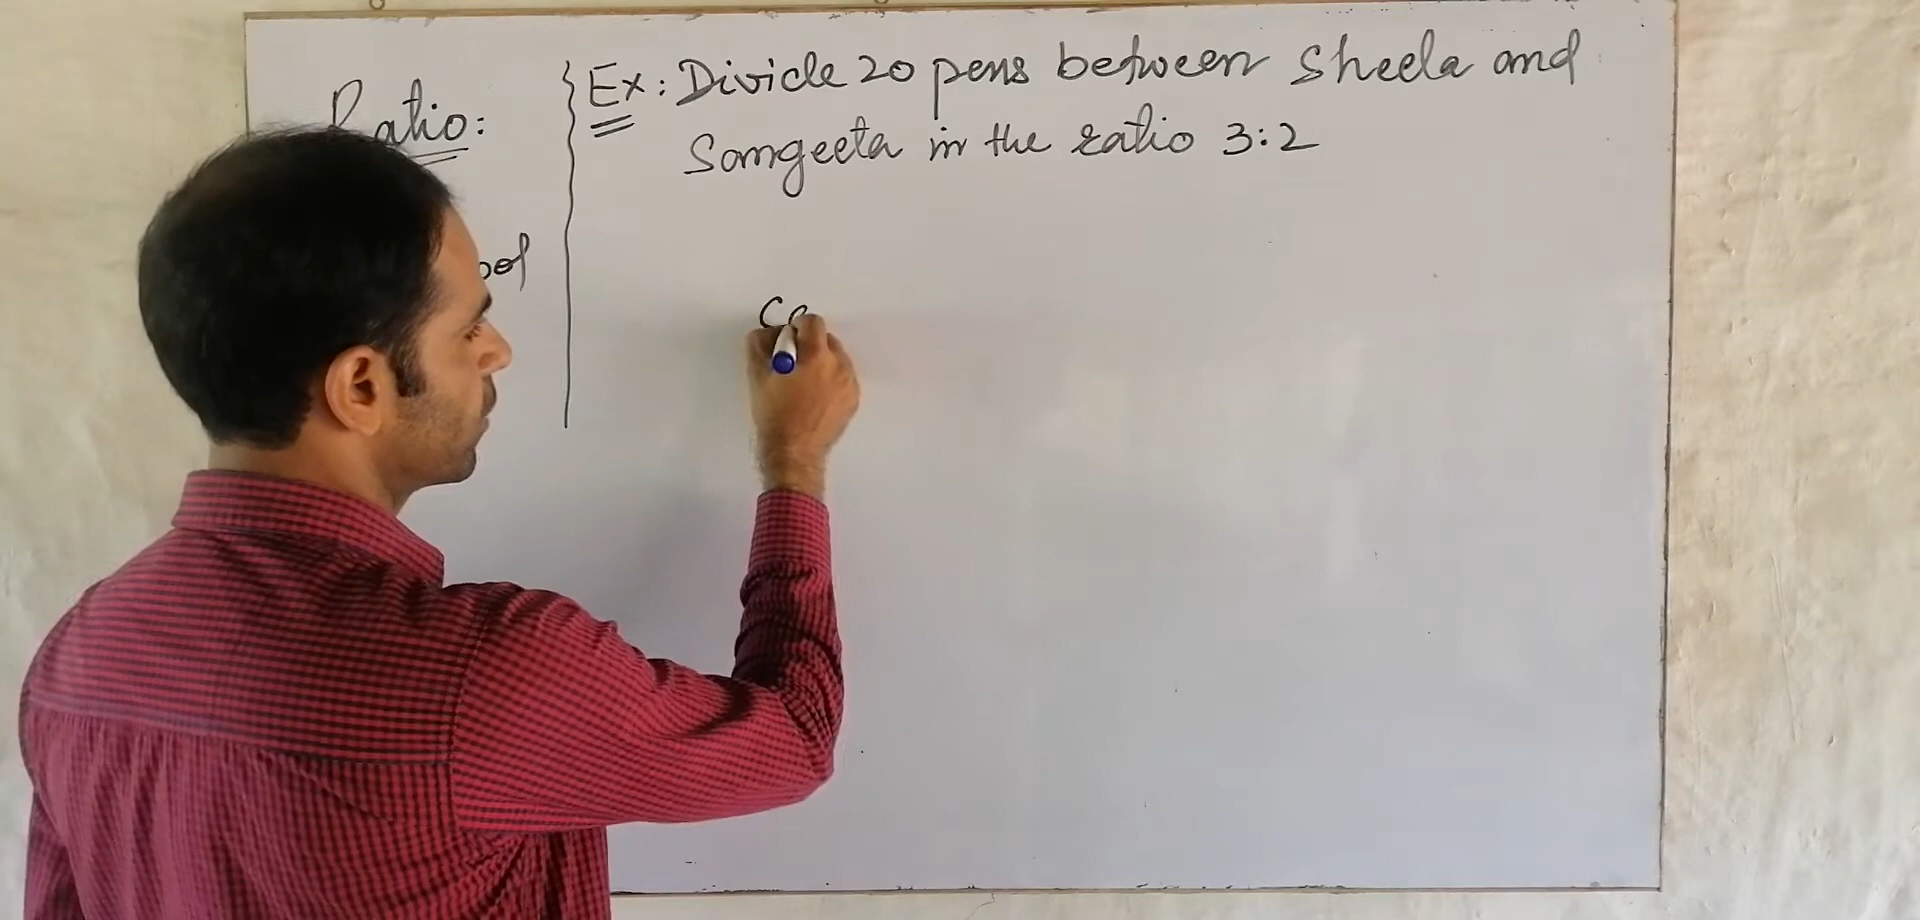 Ratio:
Ex: Divide 20 pens between Sheela and
Sangeeta in the ratio 3:2